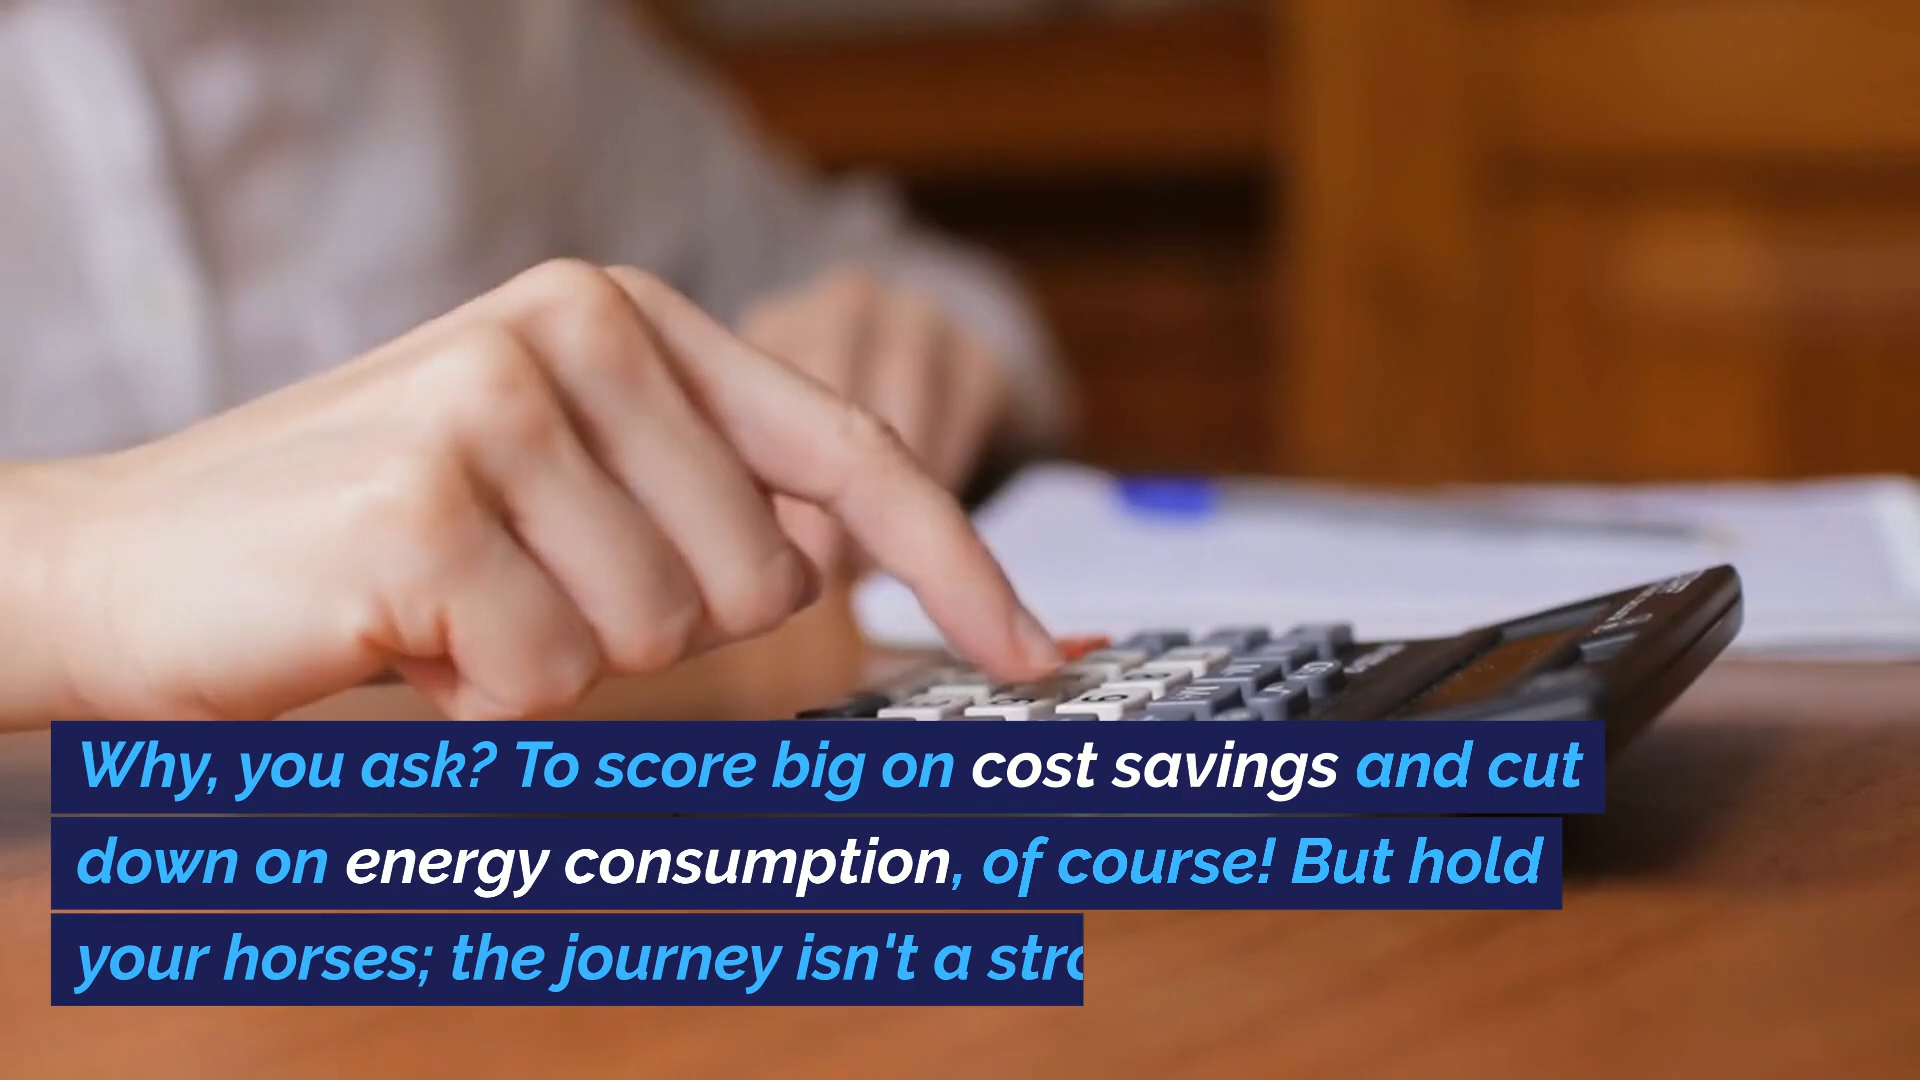 Why, you ask? To score big on cost savings and cut
down on energy consumption, of course! But hold
your horses; the journey isn't a